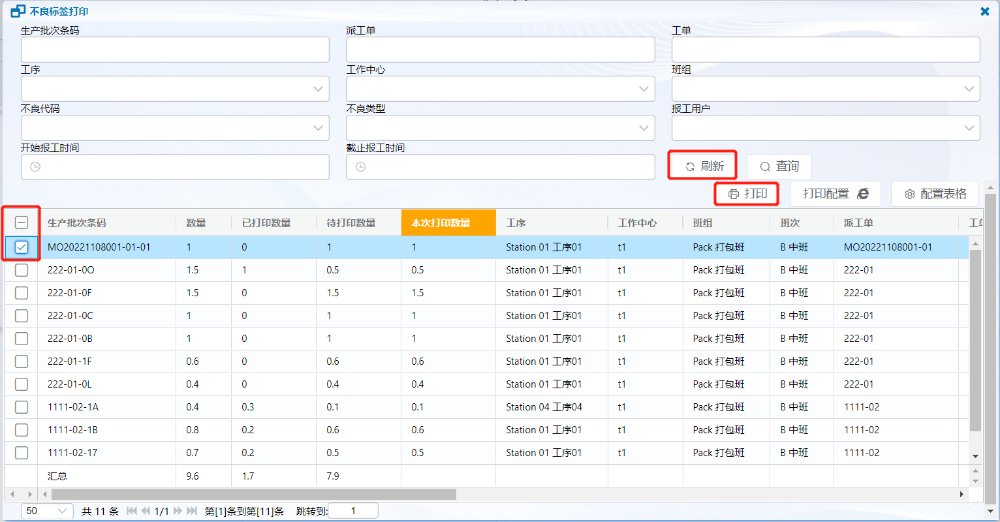 不良标签打印
生产批次条码 派工单 工单
工序 工作中心 班组
不良代码 不良类型 报工用户
开始报工时间 截止报工时间
刷新 查询
打印 打印配置 配置表格
生产批次条码 数量 已打印数量 待打印数量 本次打印数量 工序 工作中心 班组 班次 派工单
MO20221108001-01-01 1 0 1 1 Station 01 工序01 t1 Pack 打包班 B 中班 MO20221108001-01
222-01-0O 1.5 1 0.5 0.5 Station 01 工序01 t1 Pack 打包班 B 中班 222-01
222-01-0F 1.5 0 1.5 1.5 Station 01 工序01 t1 Pack 打包班 B 中班 222-01
222-01-0C 1 0 1 1 Station 01 工序01 t1 Pack 打包班 B 中班 222-01
222-01-0B 1 0 1 1 Station 01 工序01 t1 Pack 打包班 B 中班 222-01
222-01-1F 0.6 0 0.6 0.6 Station 01 工序01 t1 Pack 打包班 B 中班 222-01
222-01-0L 0.4 0 0.4 0.4 Station 01 工序01 t1 Pack 打包班 B 中班 222-01
1111-02-1A 0.4 0.3 0.1 0.1 Station 04 工序04 t1 Pack 打包班 B 中班 1111-02
1111-02-1B 0.8 0.2 0.6 0.6 Station 01 工序01 t1 Pack 打包班 B 中班 1111-02
1111-02-17 0.7 0.2 0.5 0.5 Station 01 工序01 t1 Pack 打包班 B 中班 1111-02
汇总 9.6 1.7 7.9
50 共 11 条 1/1 第[1]条到第[11]条 跳转到: 1